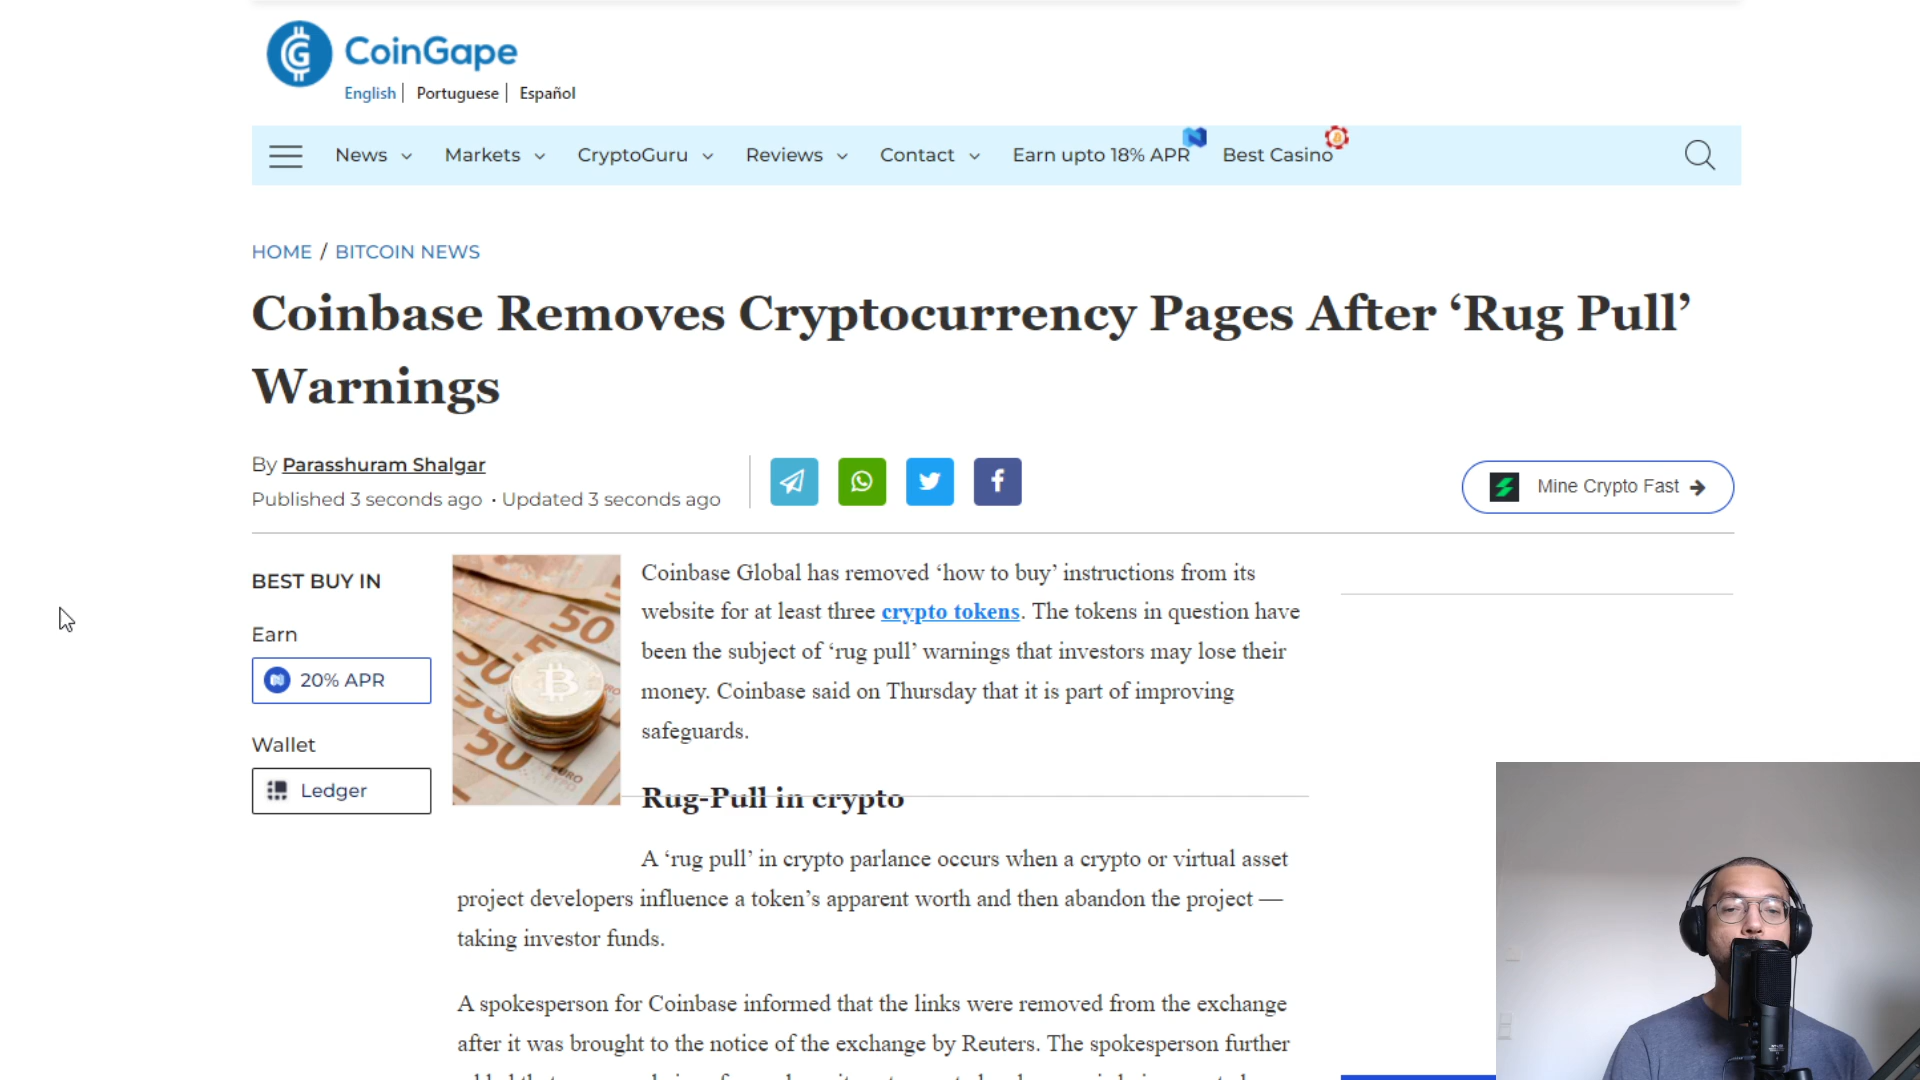 CoinGape
English | Portuguese | Español
News Markets CryptoGuru Reviews Contact Earn upto 18% APR Best Casino
HOME / BITCOIN NEWS
Coinbase Removes Cryptocurrency Pages After ‘Rug Pull’
Warnings
By Parasshuram Shalgar
Published 3 seconds ago • Updated 3 seconds ago
Mine Crypto Fast
BEST BUY IN
Earn
20% APR
Wallet
Ledger
50
50
EURO
Coinbase Global has removed ‘how to buy’ instructions from its
website for at least three crypto tokens. The tokens in question have
been the subject of ‘rug pull’ warnings that investors may lose their
money. Coinbase said on Thursday that it is part of improving
safeguards.
Rug-Pull in crypto
A ‘rug pull’ in crypto parlance occurs when a crypto or virtual asset
project developers influence a token’s apparent worth and then abandon the project —
taking investor funds.
A spokesperson for Coinbase informed that the links were removed from the exchange
after it was brought to the notice of the exchange by Reuters. The spokesperson further